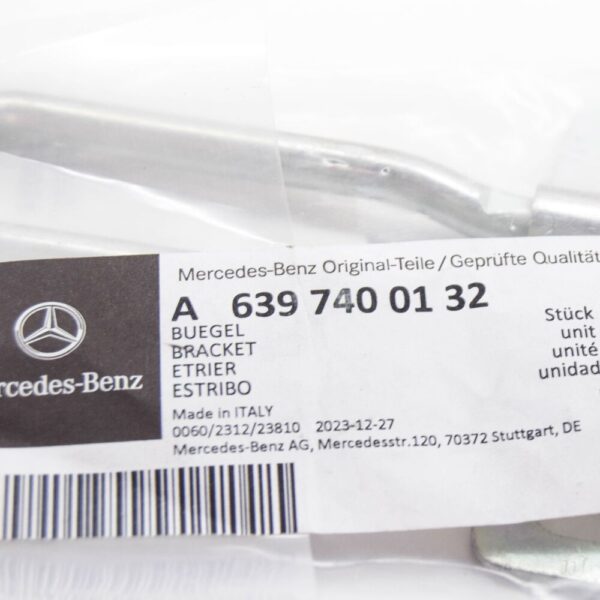 Mercedes-Benz Original-Teile/Geprüfte Qualität
A 639 740 01 32
BUEGEL
BRACKET
ETRIER
ESTRIBO
Stück
unit
unité
unidad
rcedes-Benz
Made in ITALY
0060/2312/23810 2023-12-27
Mercedes-Benz AG, Mercedesstr.120, 70372 Stuttgart, DE